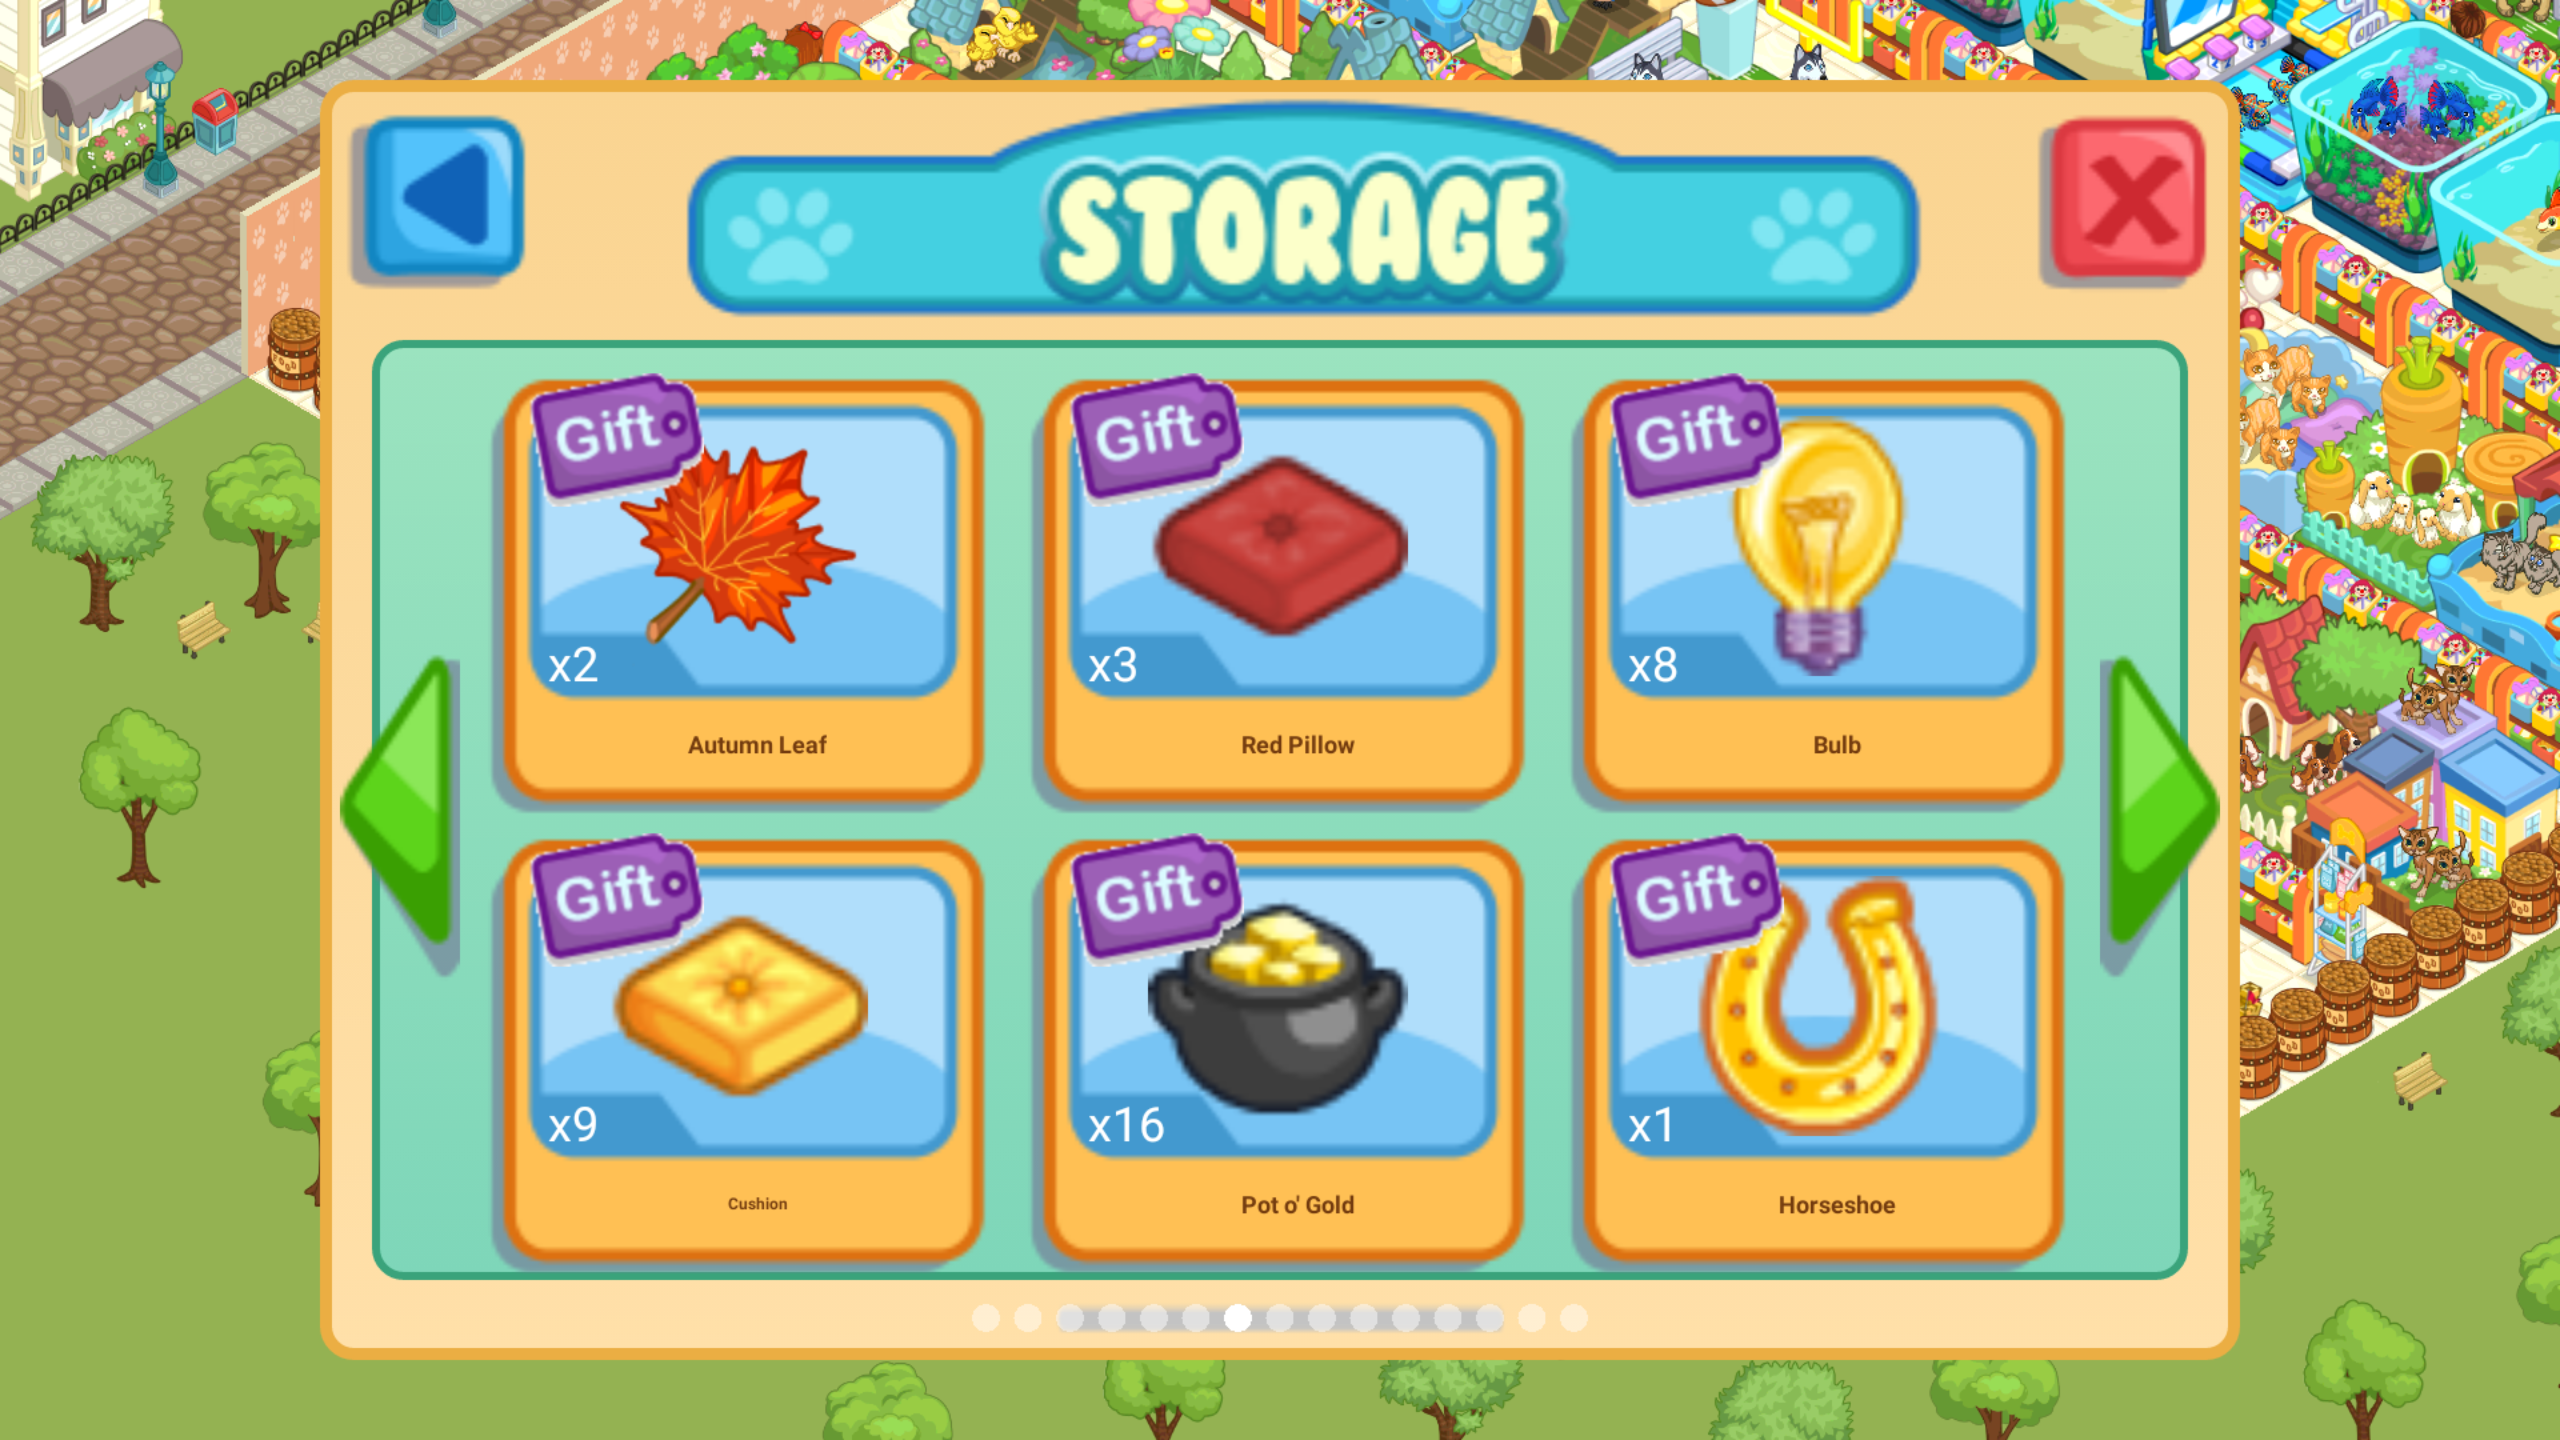 STORAGE
Gift
x2
Autumn Leaf
Gift
x3
Red Pillow
Gift
x8
Bulb
Gift
x9
Cushion
Gift
x16
Pot o' Gold
Gift
x1
Horseshoe